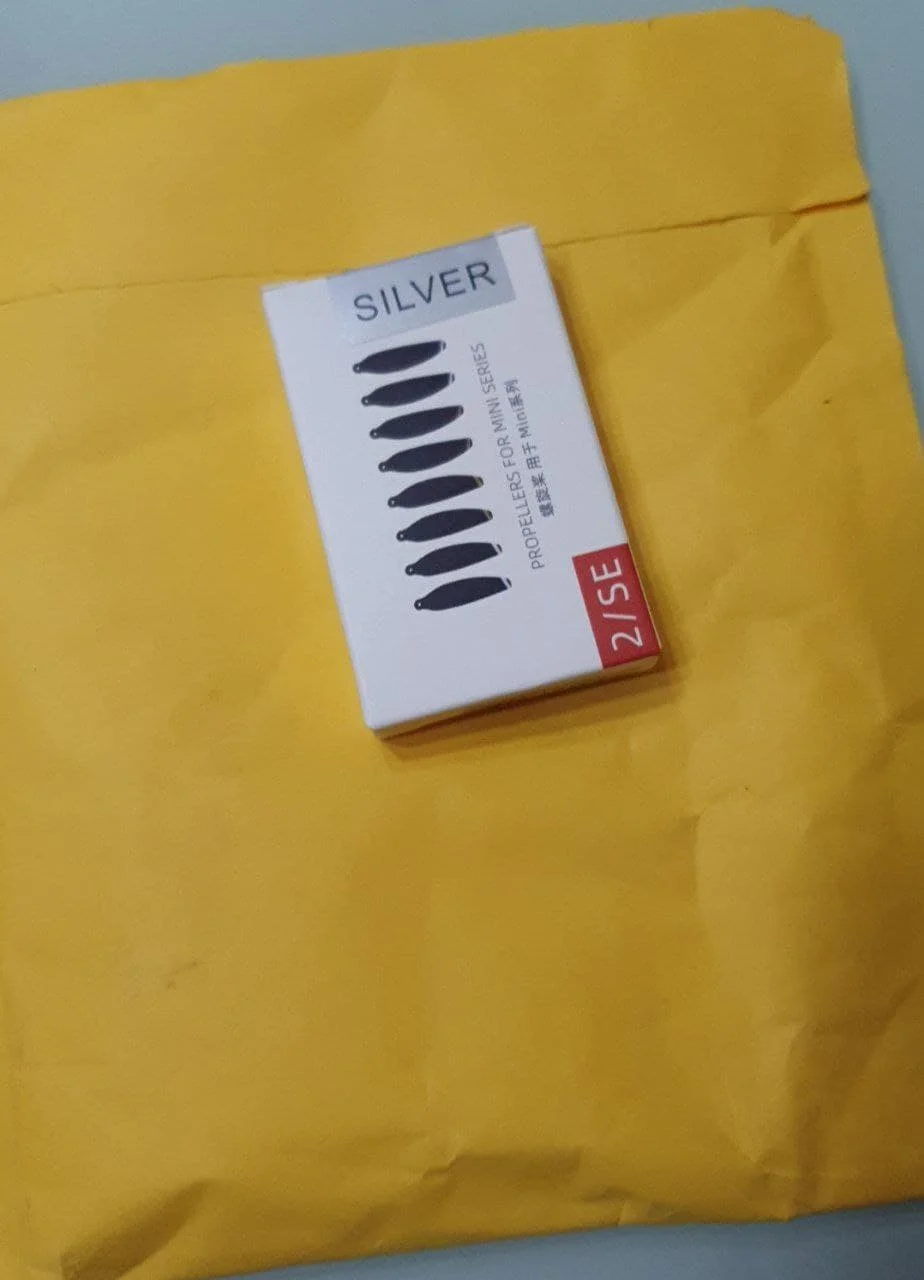 SILVER
PROPELLERS FOR MINI SERIES
螺旋桨 用于 Mini系列
2/SE